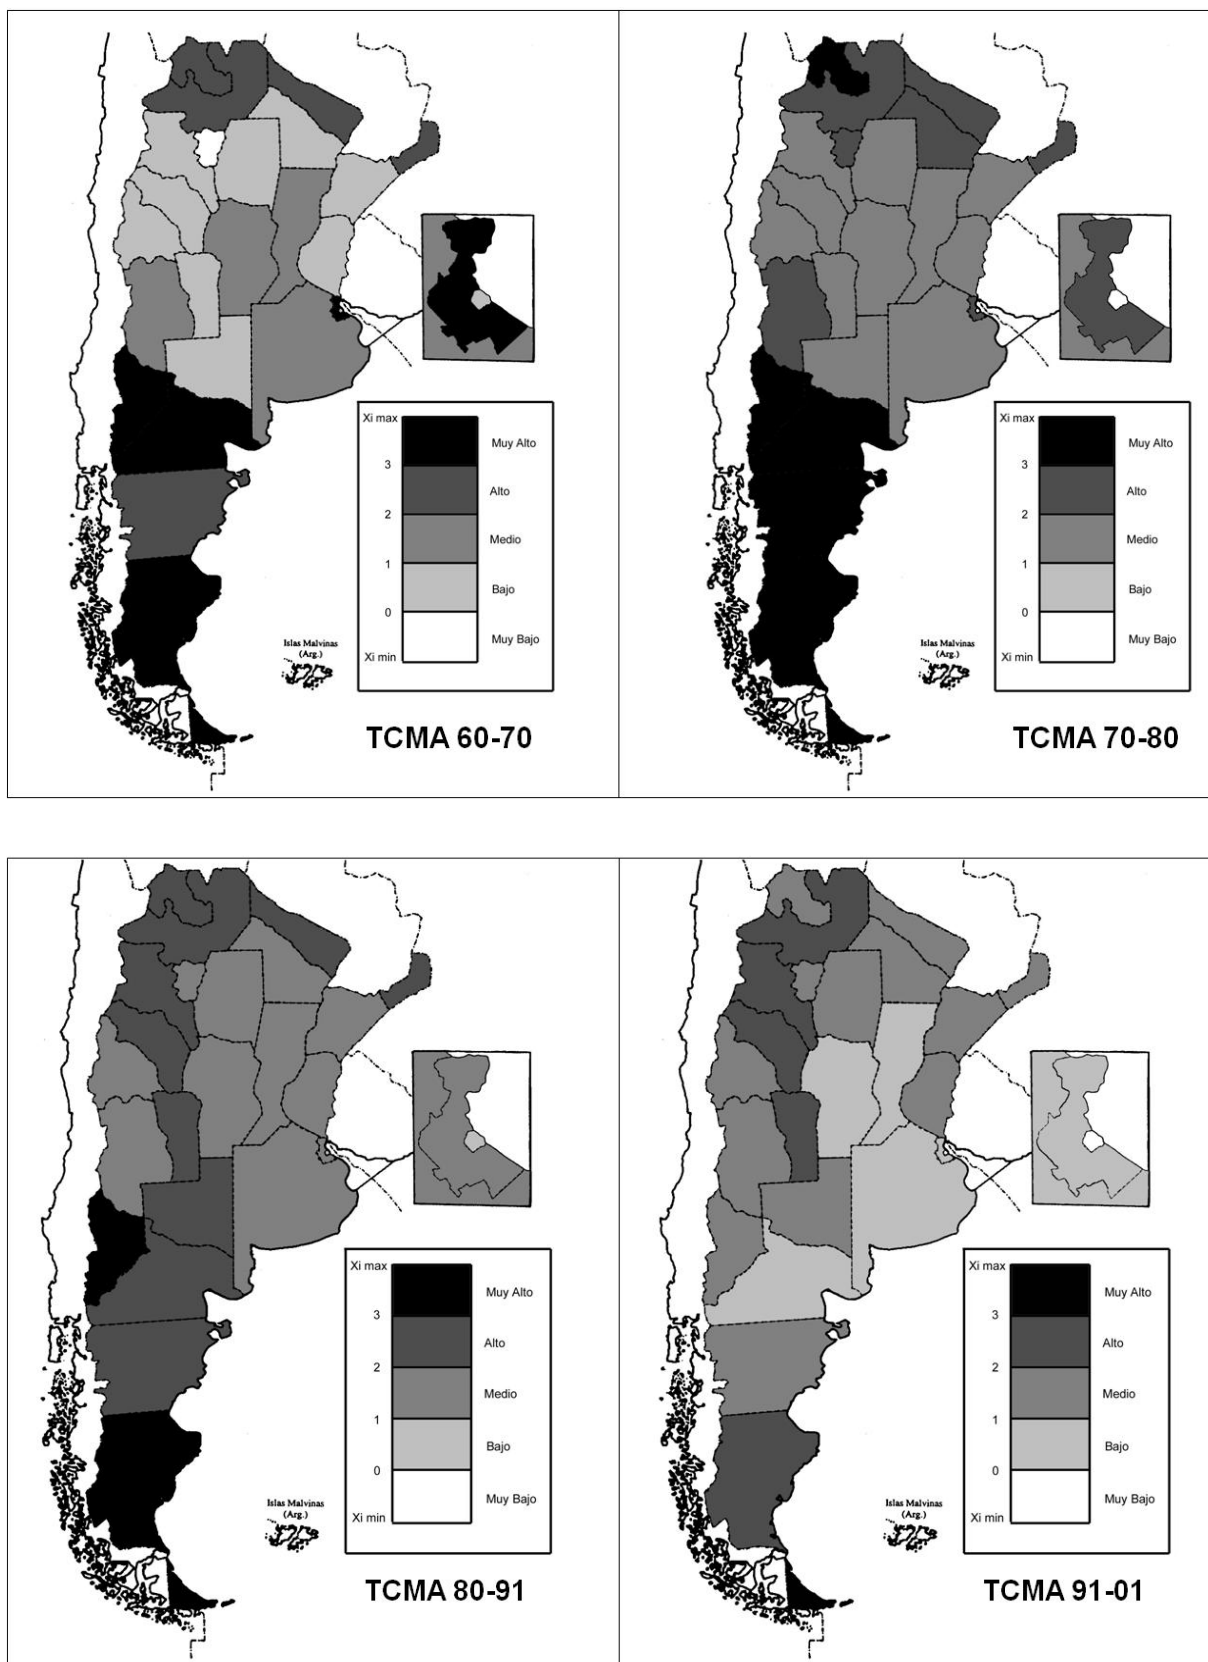 Xi max
Muy Alto
3
Alto
2
Medio
1
Bajo
0
Muy Bajo
Xi min
Islas Malvinas
(Arg.)
TCMA 60-70
Xi max
Muy Alto
3
Alto
2
Medio
1
Bajo
0
Muy Bajo
Xi min
Islas Malvinas
(Arg.)
TCMA 70-80
Xi max
Muy Alto
3
Alto
2
Medio
1
Bajo
0
Muy Bajo
Xi min
Islas Malvinas
(Arg.)
TCMA 80-91
Xi max
Muy Alto
3
Alto
2
Medio
1
Bajo
0
Muy Bajo
Xi min
Islas Malvinas
(Arg.)
TCMA 91-01